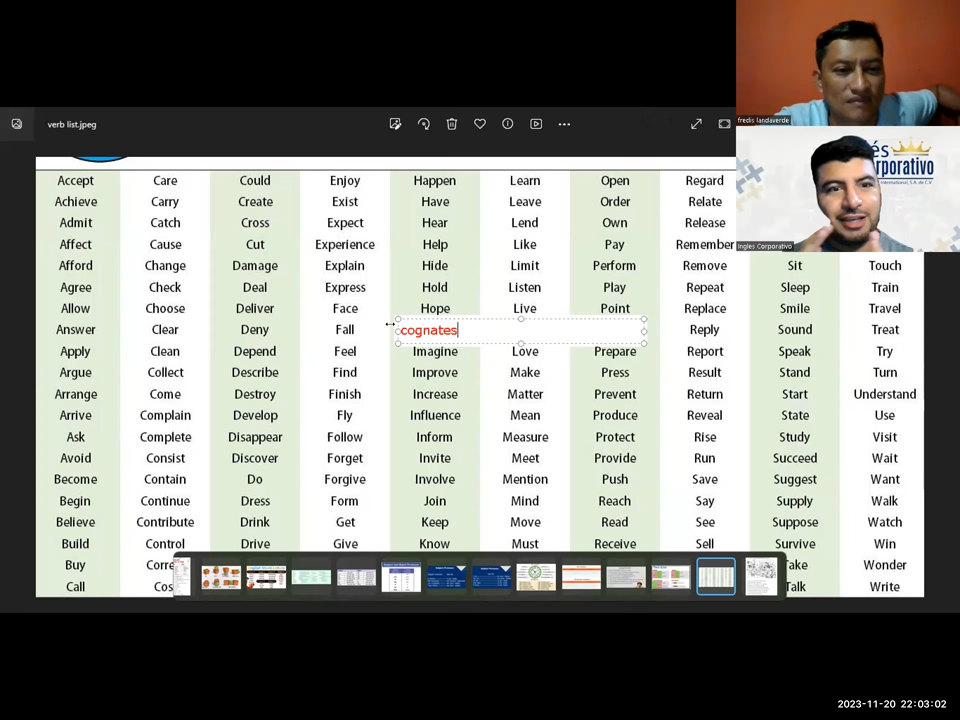 verb list.jpeg
fredis landaverde
és
rporativo
international, S.A. de C.V.
Ingles Corporativo
Accept Care Could Enjoy Happen Learn Open Regard
Achieve Carry Create Exist Have Leave Order Relate
Admit Catch Cross Expect Hear Lend Own Release
Affect Cause Cut Experience Help Like Pay Remember
Afford Change Damage Explain Hide Limit Perform Remove Sit Touch
Agree Check Deal Express Hold Listen Play Repeat Sleep Train
Allow Choose Deliver Face Hope Live Point Replace Smile Travel
Answer Clear Deny Fall cognates Reply Sound Treat
Apply Clean Depend Feel Imagine Love Prepare Report Speak Try
Argue Collect Describe Find Improve Make Press Result Stand Turn
Arrange Come Destroy Finish Increase Matter Prevent Return Start Understand
Arrive Complain Develop Fly Influence Mean Produce Reveal State Use
Ask Complete Disappear Follow Inform Measure Protect Rise Study Visit
Avoid Consist Discover Forget Invite Meet Provide Run Succeed Wait
Become Contain Do Forgive Involve Mention Push Save Suggest Want
Begin Continue Dress Form Join Mind Reach Say Supply Walk
Believe Contribute Drink Get Keep Move Read See Suppose Watch
Build Control Drive Give Know Must Receive Sell Survive Win
Buy Corre Take Wonder
Call Cos Talk Write
2023-11-20 22:03:02